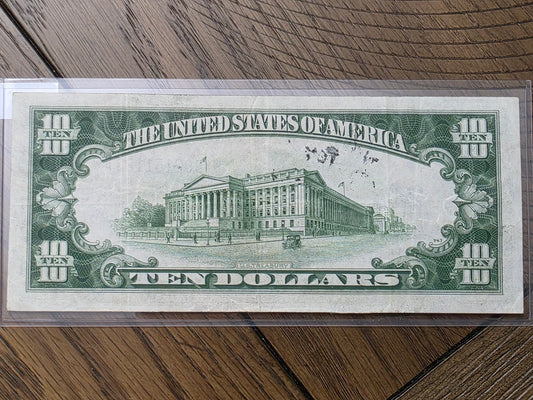 10 TEN
THE UNITED STATES OF AMERICA
10 TEN
10 TEN
U.S. TREASURY
TEN DOLLARS
10 TEN